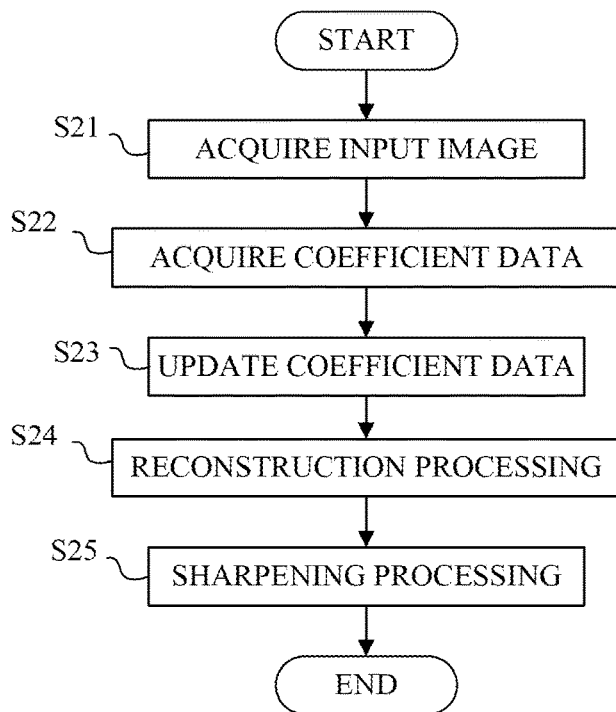 START
S21
ACQUIRE INPUT IMAGE
S22
ACQUIRE COEFFICIENT DATA
S23
UPDATE COEFFICIENT DATA
S24
RECONSTRUCTION PROCESSING
S25
SHARPENING PROCESSING
END